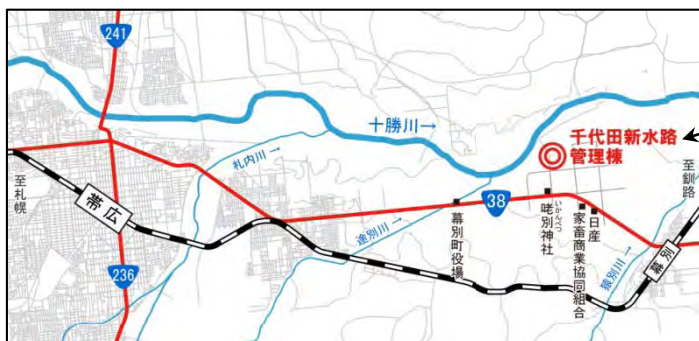 241
十勝川→
千代田新水路
管理棟
至釧路
札内川→
至札幌
帯広
38
いかんべつ
咾別神社
日産
家畜商業協同組合
幕別町役場
途別川→
猿別川→
幕別
236